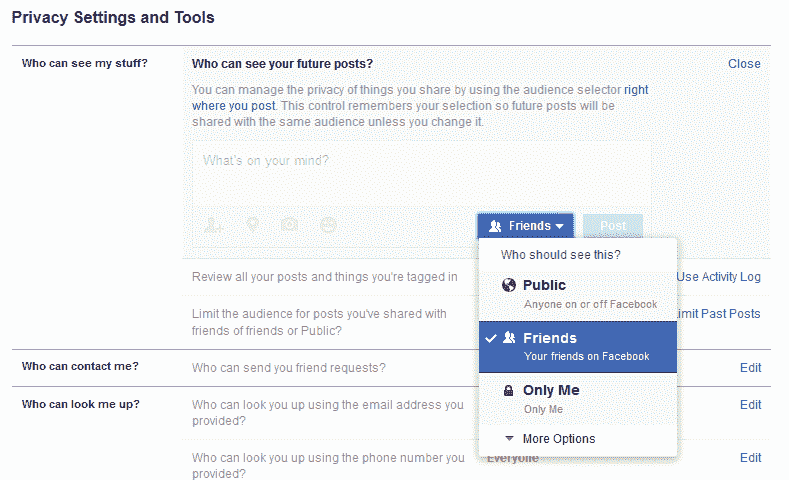 Privacy Settings and Tools
Who can see my stuff?
Who can see your future posts?
Close
You can manage the privacy of things you share by using the audience selector right
where you post. This control remembers your selection so future posts will be
shared with the same audience unless you change it.
What's on your mind?
Friends
Post
Who should see this?
Public
Anyone on or off Facebook
Friends
Your friends on Facebook
Only Me
Only Me
More Options
Review all your posts and things you're tagged in
Use Activity Log
Limit the audience for posts you've shared with
friends of friends or Public?
Limit Past Posts
Who can contact me?
Who can send you friend requests?
Edit
Who can look me up?
Who can look you up using the email address you
provided?
Edit
Who can look you up using the phone number you
provided?
Everyone
Edit